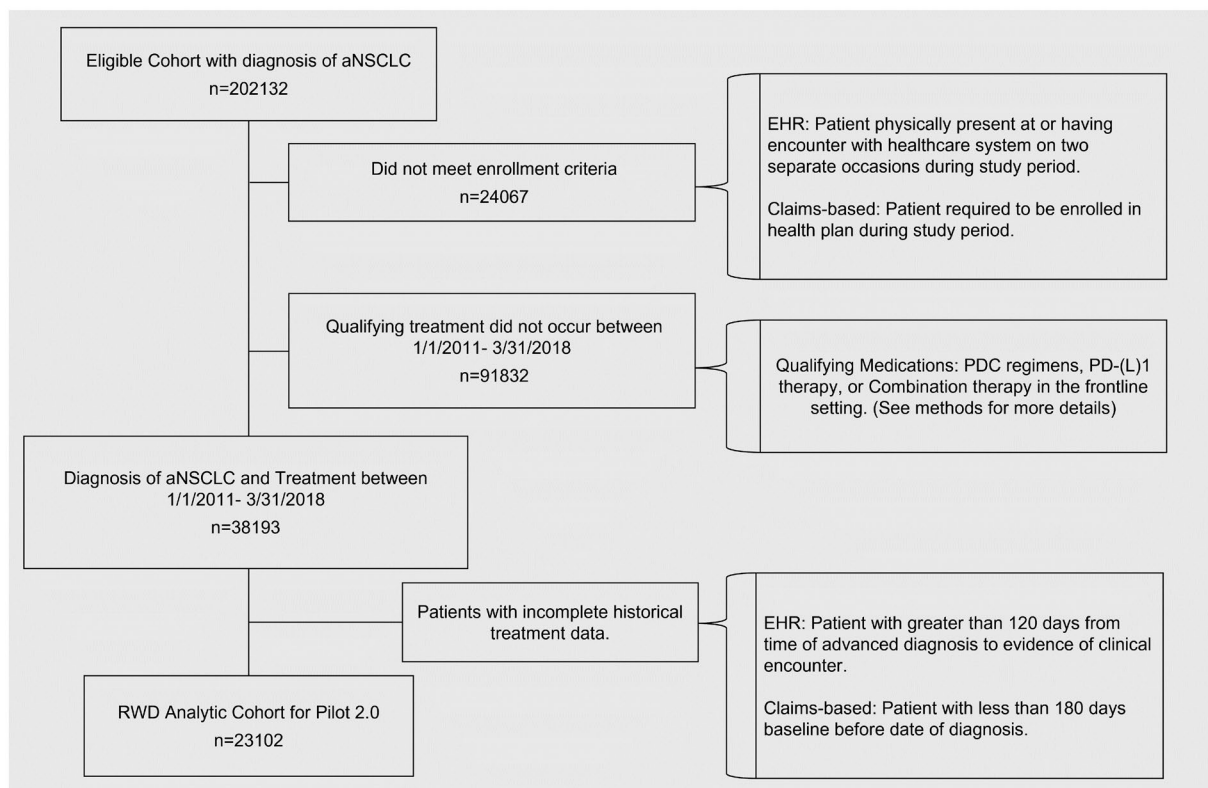 Eligible Cohort with diagnosis of aNSCLC
n=202132
Did not meet enrollment criteria
n=24067
EHR: Patient physically present at or having
encounter with healthcare system on two
separate occasions during study period.
Claims-based: Patient required to be enrolled in
health plan during study period.
Qualifying treatment did not occur between
1/1/2011- 3/31/2018
n=91832
Qualifying Medications: PDC regimens, PD-(L)1
therapy, or Combination therapy in the frontline
setting. (See methods for more details)
Diagnosis of aNSCLC and Treatment between
1/1/2011- 3/31/2018
n=38193
Patients with incomplete historical
treatment data.
EHR: Patient with greater than 120 days from
time of advanced diagnosis to evidence of clinical
encounter.
Claims-based: Patient with less than 180 days
baseline before date of diagnosis.
RWD Analytic Cohort for Pilot 2.0
n=23102